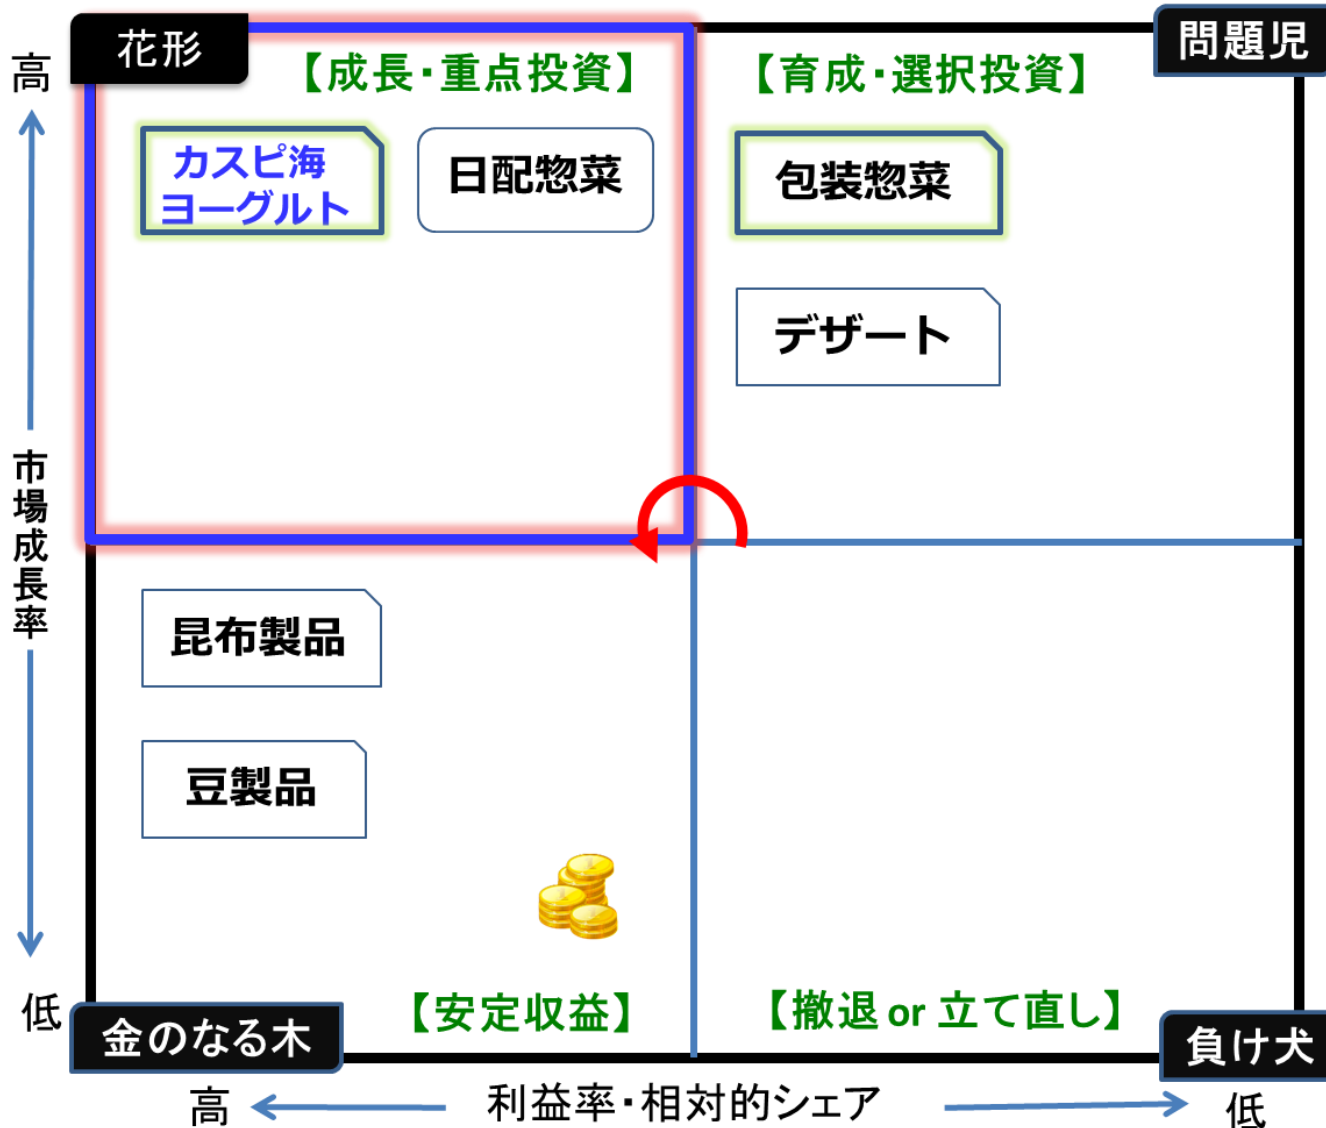 花形
問題児
高
【成長・重点投資】
【育成・選択投資】
カスピ海
ヨーグルト
日配惣菜
包装惣菜
デザート
市場成長率
昆布製品
豆製品
低
【安定収益】
【撤退 or 立て直し】
金のなる木
負け犬
高
利益率・相対的シェア
低